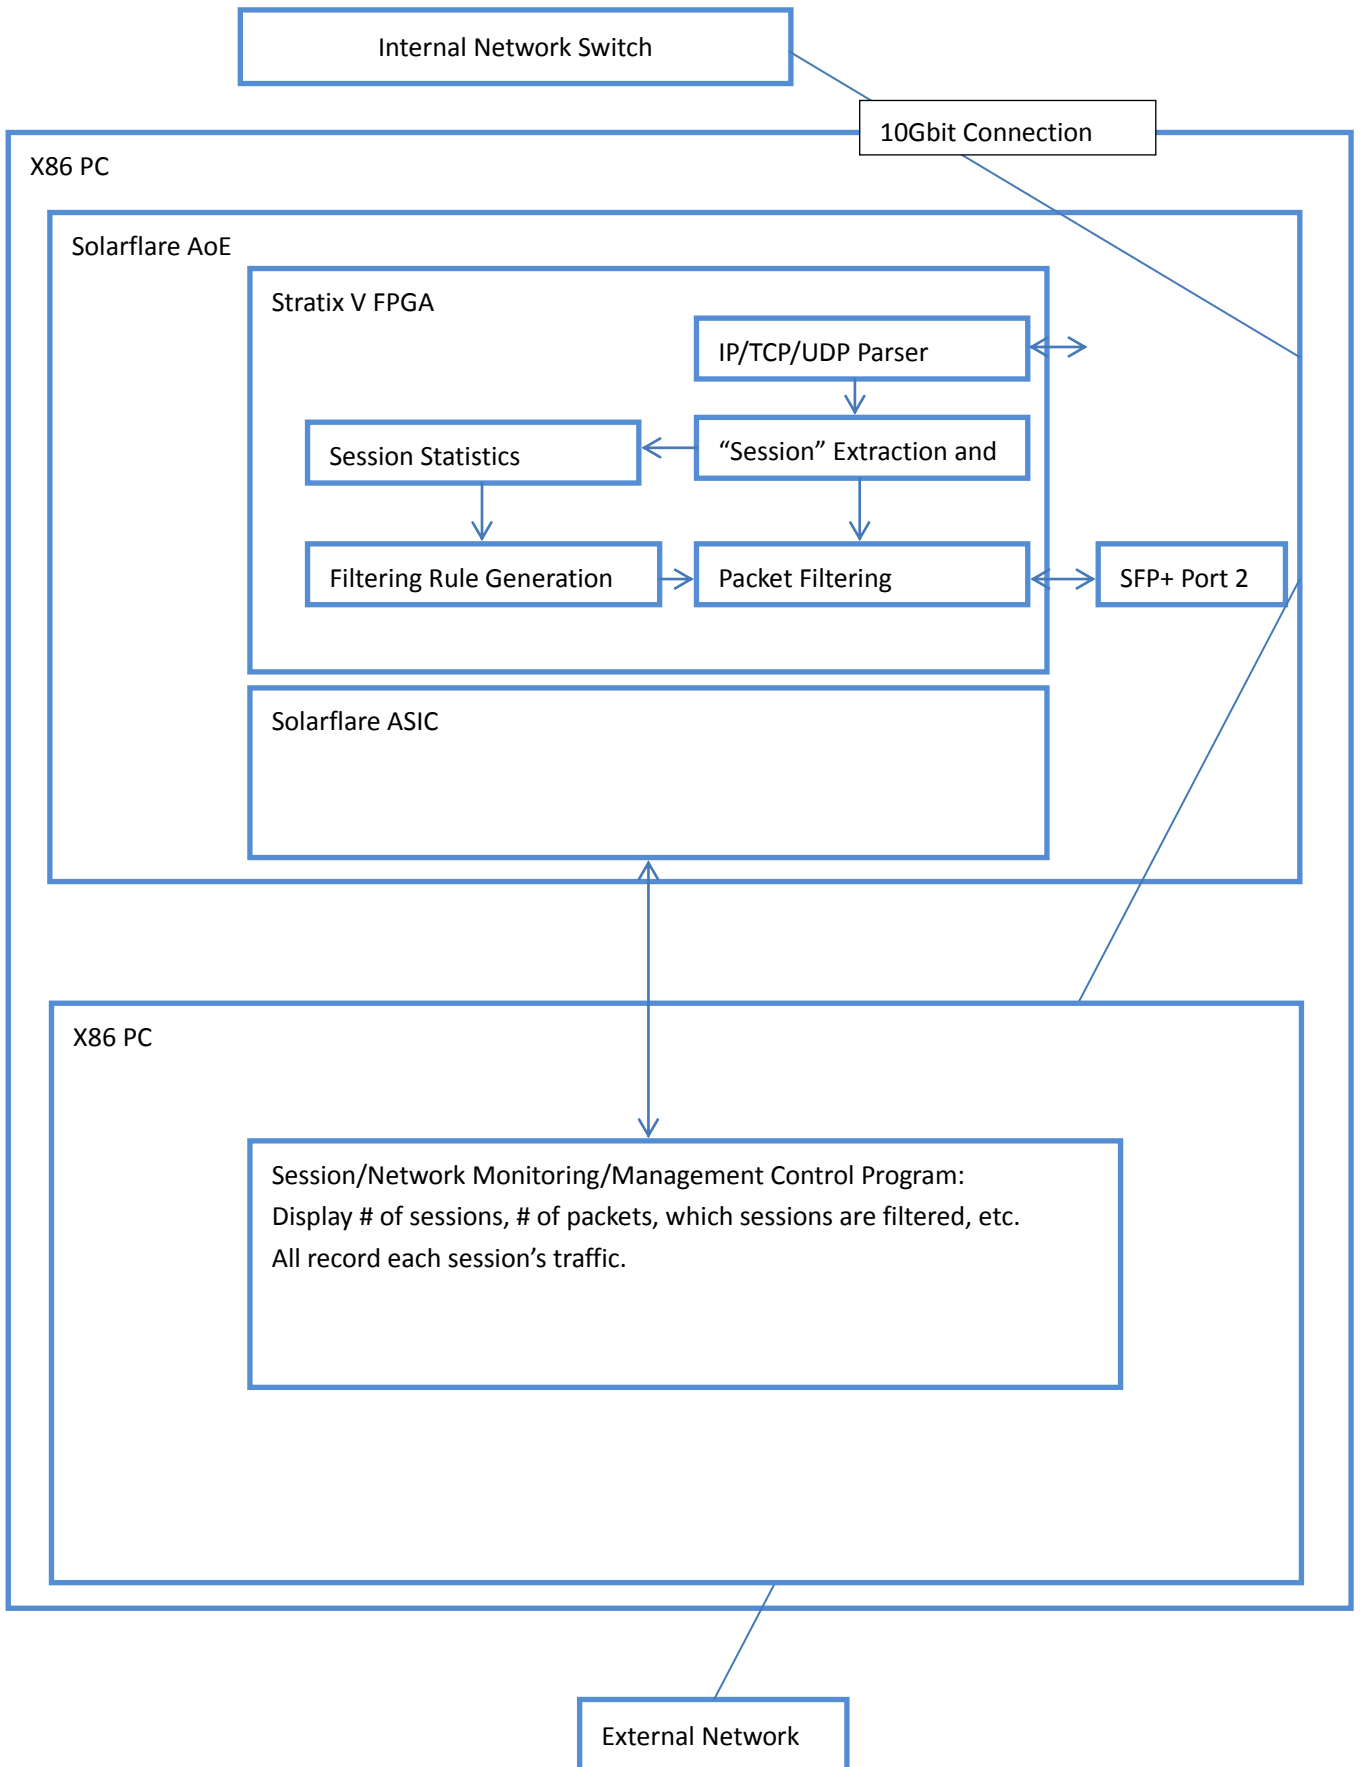 Internal Network Switch
10Gbit Connection
X86 PC
Solarflare AoE
Stratix V FPGA
IP/TCP/UDP Parser
Session Statistics
“Session” Extraction and
Filtering Rule Generation
Packet Filtering
SFP+ Port 2
Solarflare ASIC
X86 PC
Session/Network Monitoring/Management Control Program:
Display # of sessions, # of packets, which sessions are filtered, etc.
All record each session’s traffic.
External Network